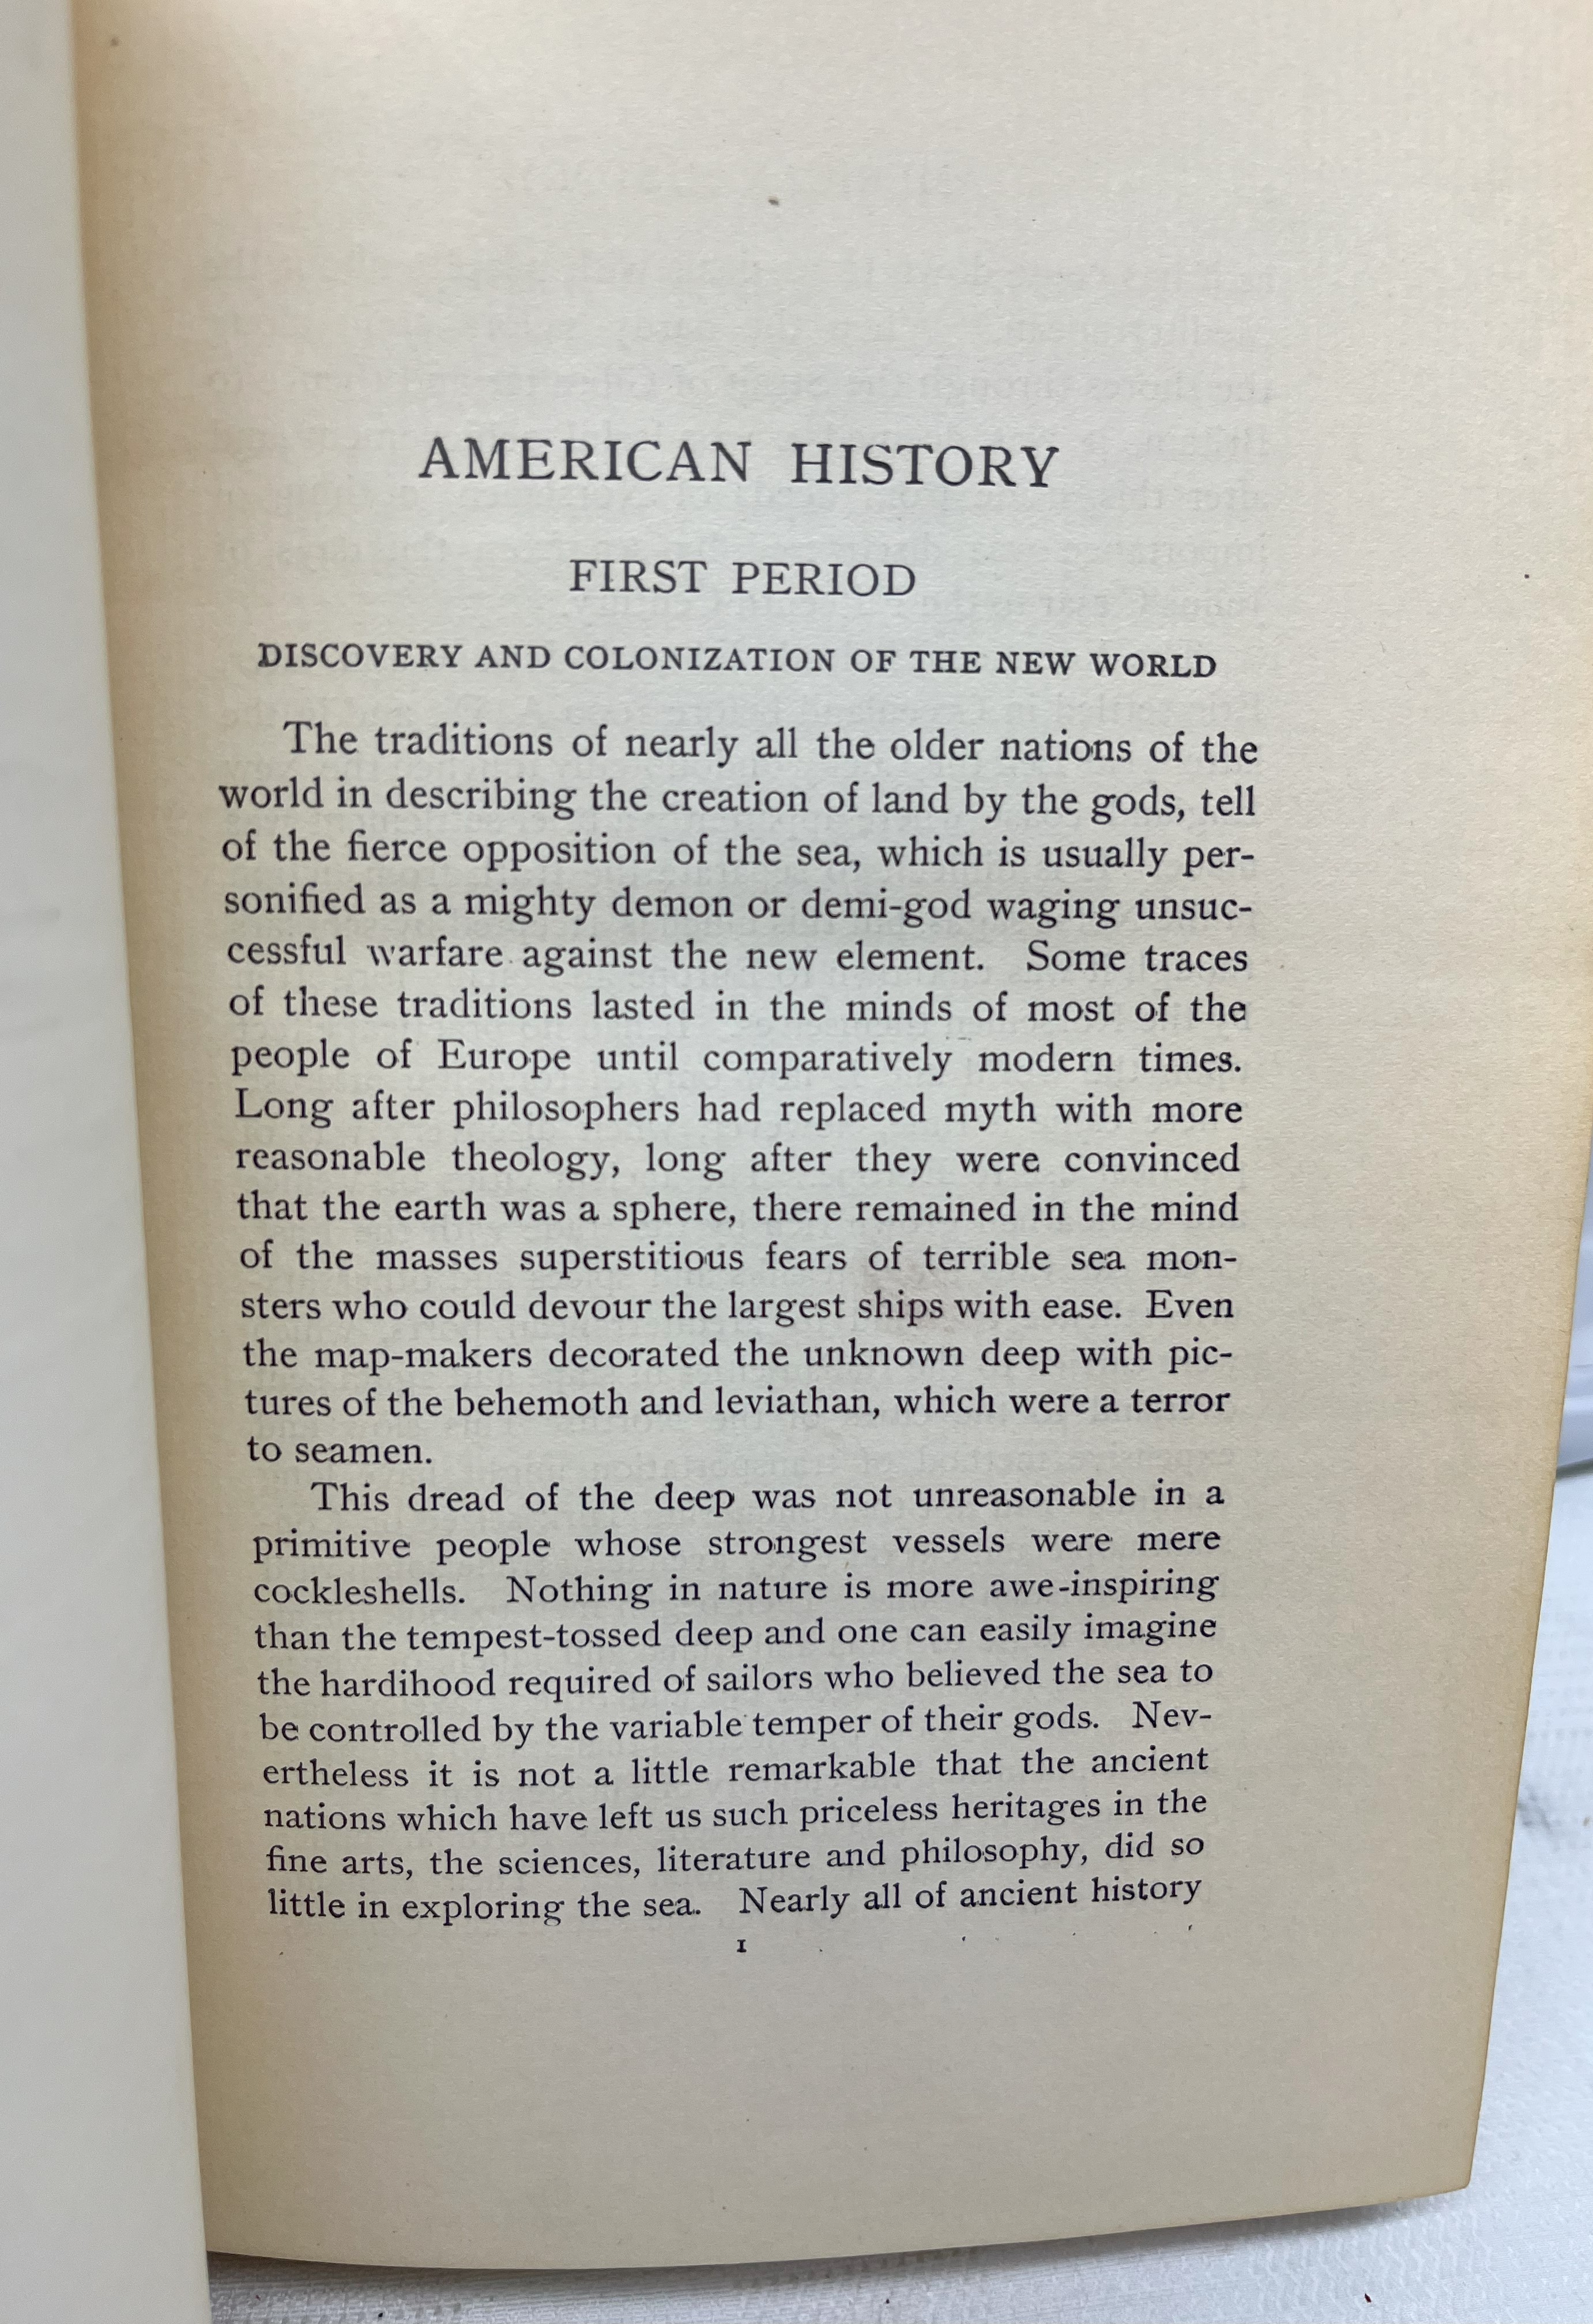 AMERICAN HISTORY
FIRST PERIOD
DISCOVERY AND COLONIZATION OF THE NEW WORLD
The traditions of nearly all the older nations of the
world in describing the creation of land by the gods, tell
of the fierce opposition of the sea, which is usually per-
sonified as a mighty demon or demi-god waging unsuc-
cessful warfare against the new element. Some traces
of these traditions lasted in the minds of most of the
people of Europe until comparatively modern times.
Long after philosophers had replaced myth with more
reasonable theology, long after they were convinced
that the earth was a sphere, there remained in the mind
of the masses superstitious fears of terrible sea mon-
sters who could devour the largest ships with ease. Even
the map-makers decorated the unknown deep with pic-
tures of the behemoth and leviathan, which were a terror
to seamen.
This dread of the deep was not unreasonable in a
primitive people whose strongest vessels were mere
cockleshells. Nothing in nature is more awe-inspiring
than the tempest-tossed deep and one can easily imagine
the hardihood required of sailors who believed the sea to
be controlled by the variable temper of their gods. Nev-
ertheless it is not a little remarkable that the ancient
nations which have left us such priceless heritages in the
fine arts, the sciences, literature and philosophy, did so
little in exploring the sea. Nearly all of ancient history
1